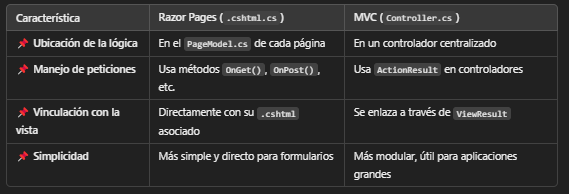 Característica Razor Pages ( .cshtml.cs ) MVC ( Controller.cs )
📌 Ubicación de la lógica En el PageModel.cs de cada página En un controlador centralizado
📌 Manejo de peticiones Usa métodos OnGet() , OnPost() , Usa ActionResult en controladores
etc.
📌 Vinculación con la Directamente con su .cshtml Se enlaza a través de ViewResult
vista asociado
📌 Simplicidad Más simple y directo para formularios Más modular, útil para aplicaciones
grandes